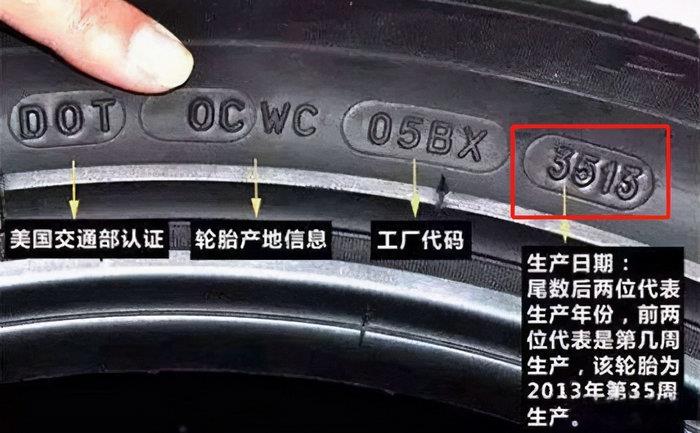 DOT OCWC 05BX 3513
美国交通部认证 轮胎产地信息 工厂代码
生产日期：
尾数后两位代表
生产年份，前两
位代表是第几周
生产，该轮胎为
2013年第35周
生产。